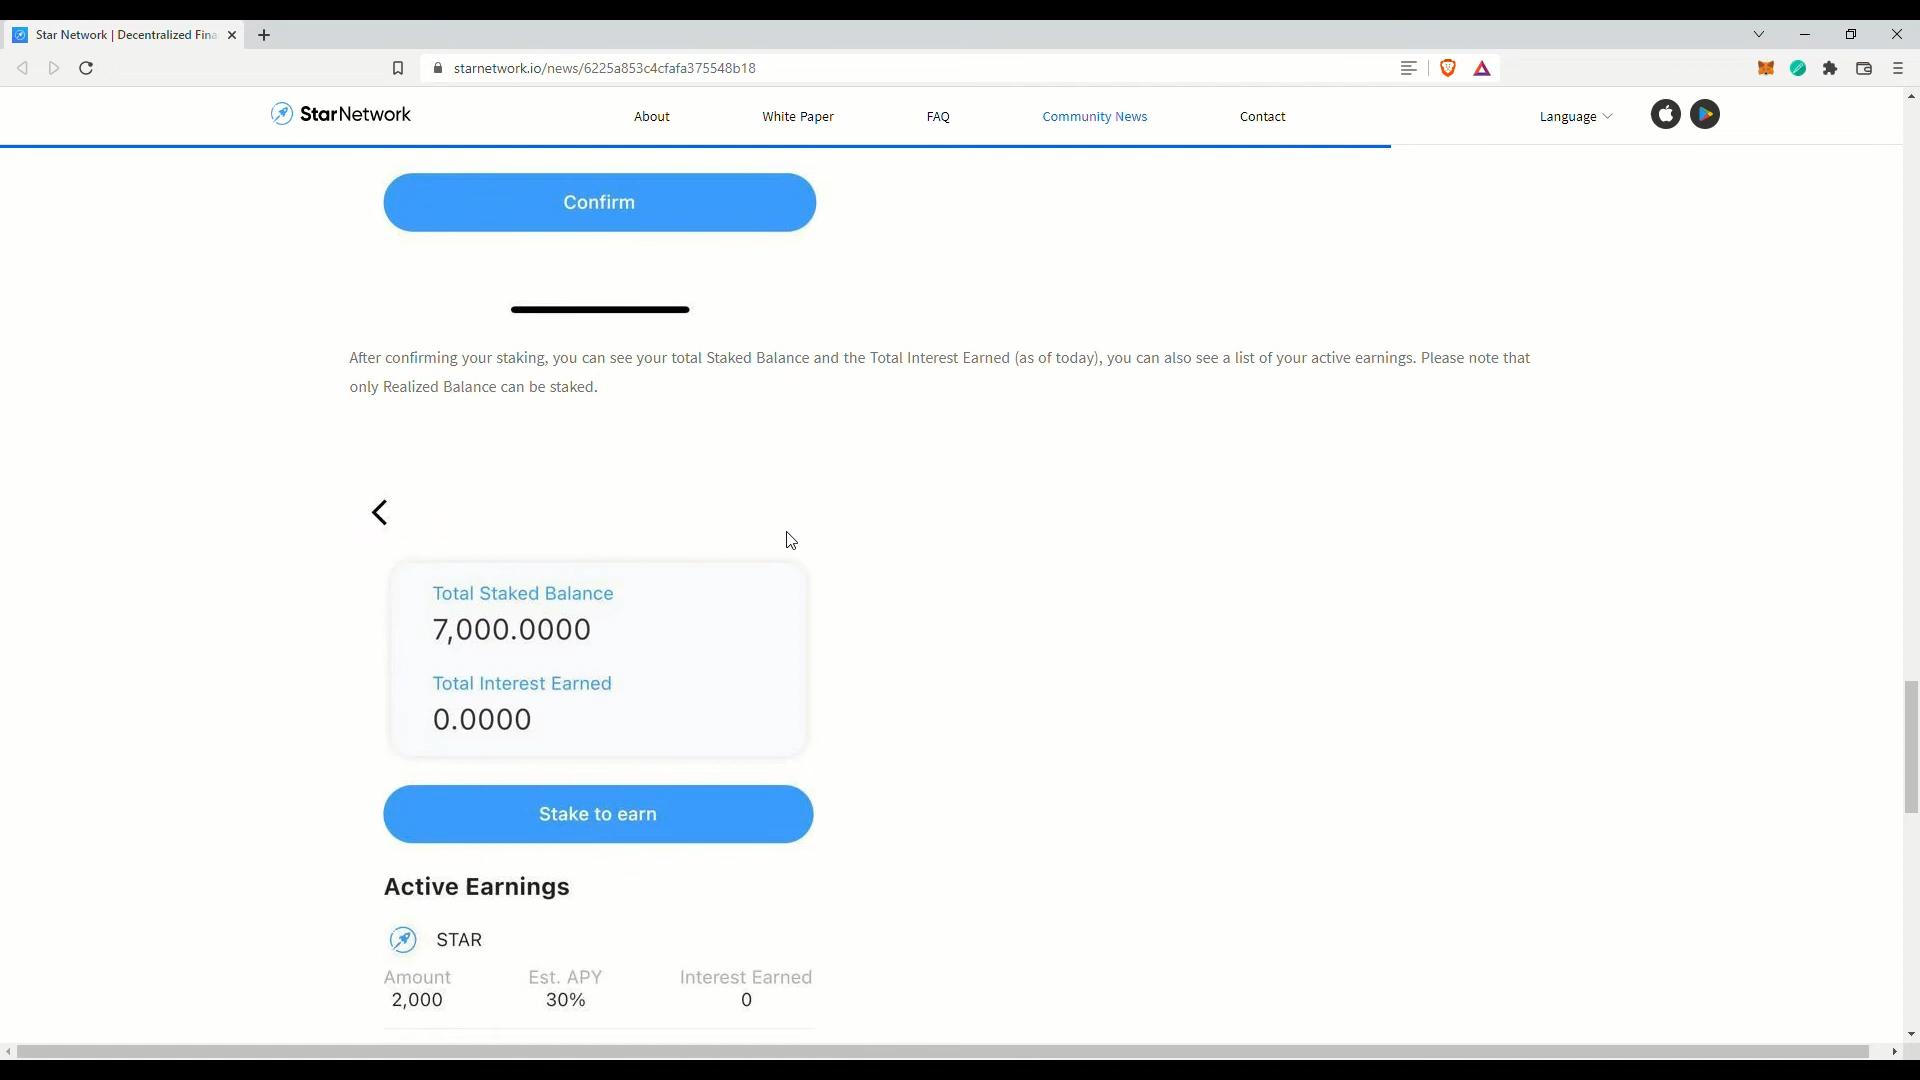 Star Network | Decentralized Fina
starnetwork.io/news/6225a853c4cfafa375548b18
StarNetwork
About
White Paper
FAQ
Community News
Contact
Language
Confirm
After confirming your staking, you can see your total Staked Balance and the Total Interest Earned (as of today), you can also see a list of your active earnings. Please note that
only Realized Balance can be staked.
Total Staked Balance
7,000.0000
Total Interest Earned
0.0000
Stake to earn
Active Earnings
STAR
Amount Est. APY Interest Earned
2,000 30% 0